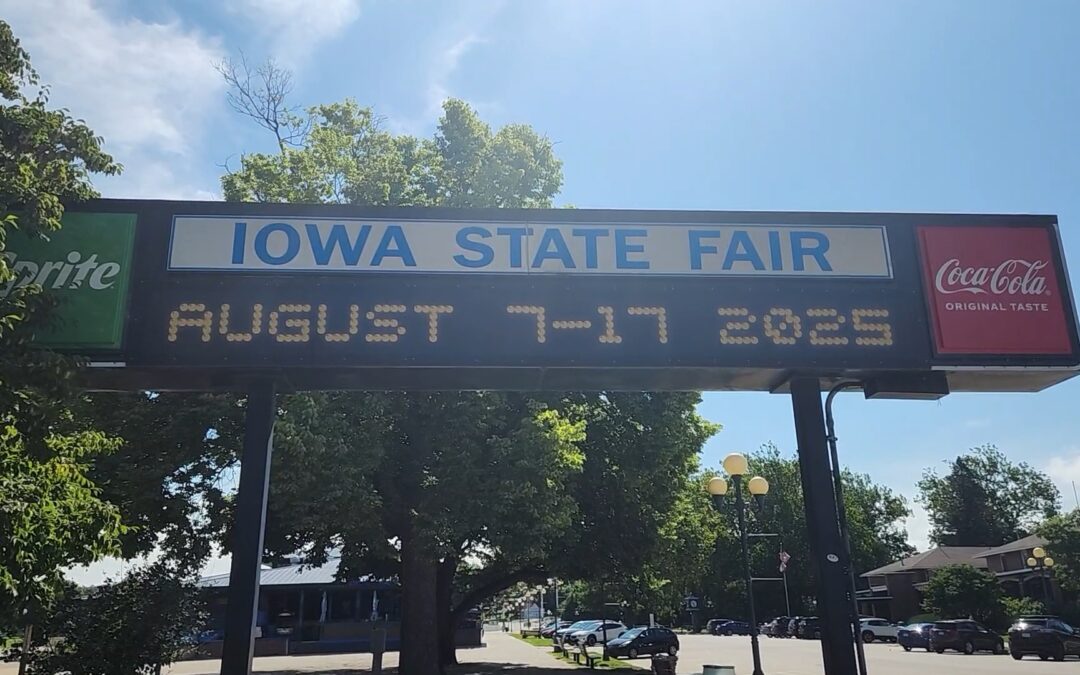 Sprite
IOWA STATE FAIR
AUGUST 7-17 2025
Coca-Cola
ORIGINAL TASTE